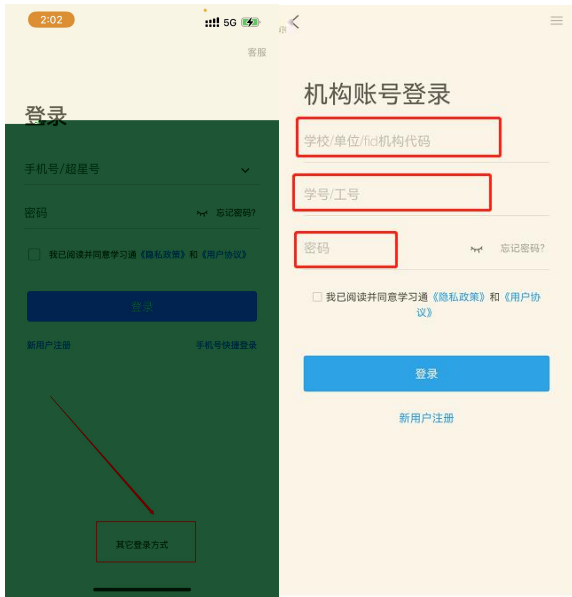 2:02
5G
客服
登录
手机号/超星号
密码
忘记密码?
我已阅读并同意学习通《隐私政策》和《用户协议》
登录
新用户注册
手机号快捷登录
其它登录方式
机构账号登录
学校/单位/fid机构代码
学号/工号
密码
忘记密码?
我已阅读并同意学习通《隐私政策》和《用户协
议》
登录
新用户注册